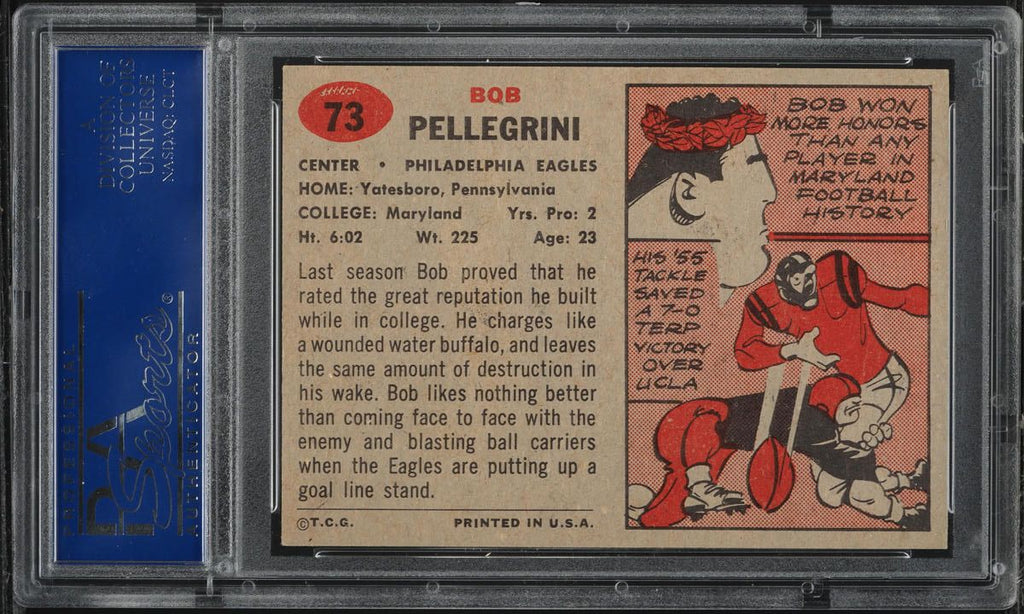 A
DIVISION OF
COLLECTORS
UNIVERSE
NASDAQ: CLCT
PROFESSIONAL
PSA
Sports®
AUTHENTICATOR
73
BOB
PELLEGRINI
CENTER • PHILADELPHIA EAGLES
HOME: Yatesboro, Pennsylvania
COLLEGE: Maryland Yrs. Pro: 2
Ht. 6:02 Wt. 225 Age: 23
Last season Bob proved that he
rated the great reputation he built
while in college. He charges like
a wounded water buffalo, and leaves
the same amount of destruction in
his wake. Bob likes nothing better
than coming face to face with the
enemy and blasting ball carriers
when the Eagles are putting up a
goal line stand.
©T.C.G. PRINTED IN U.S.A.
BOB WON
MORE HONORS
THAN ANY
PLAYER IN
MARYLAND
FOOTBALL
HISTORY
HIS '55
TACKLE
SAVED
A 7-0
TERP
VICTORY
OVER
UCLA